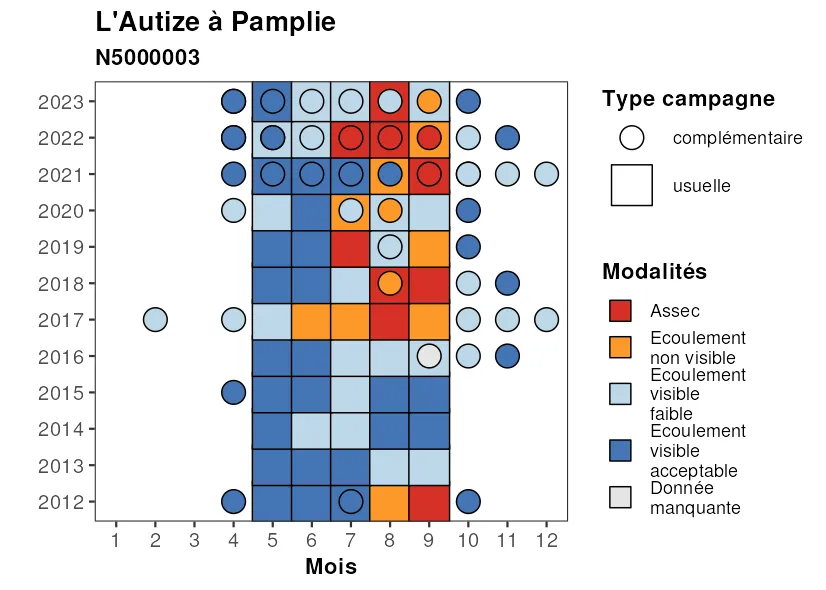 L'Autize à Pamplie
N5000003
2023
2022
2021
2020
2019
2018
2017
2016
2015
2014
2013
2012
1 2 3 4 5 6 7 8 9 10 11 12
Mois
Type campagne
complémentaire
usuelle
Modalités
Assec
Ecoulement
non visible
Ecoulement
visible
faible
Ecoulement
visible
acceptable
Donnée
manquante